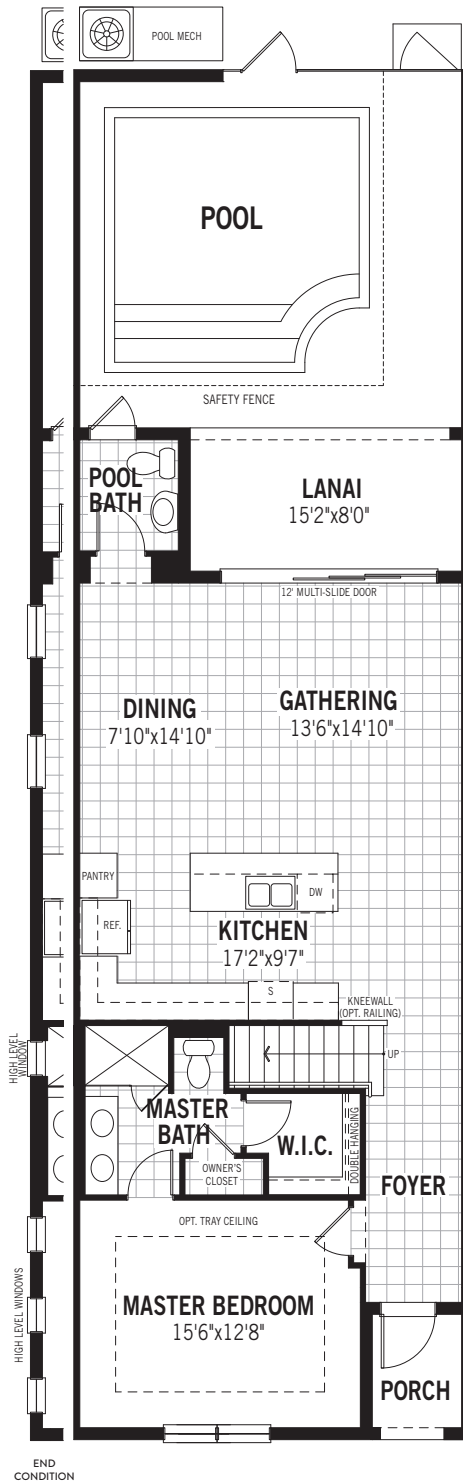 POOL MECH
POOL
SAFETY FENCE
POOL
BATH
LANAI
15'2"x8'0"
12' MULTI-SLIDE DOOR
DINING
7'10"x14'10"
GATHERING
13'6"x14'10"
PANTRY
DW
REF.
KITCHEN
17'2"x9'7"
S
KNEEWALL
(OPT. RAILING)
HIGH LEVEL
WINDOW
UP
MASTER
BATH
W.I.C.
DOUBLE HANGING
OWNER'S
CLOSET
FOYER
OPT. TRAY CEILING
HIGH LEVEL WINDOWS
MASTER BEDROOM
15'6"x12'8"
PORCH
END
CONDITION